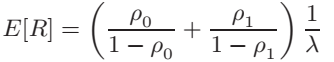 E[R] = ( ρ₀ / (1 − ρ₀) + ρ₁ / (1 − ρ₁) ) 1 / λ